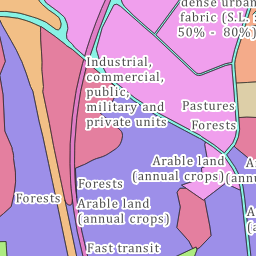 dense urban
fabric (S.L. :
50% - 80%)
Industrial,
commercial,
public,
military and
private units
Pastures
Forests
Arable land
(annual crops)
Forests
Forests
Arable land
(annual crops)
Fast transit